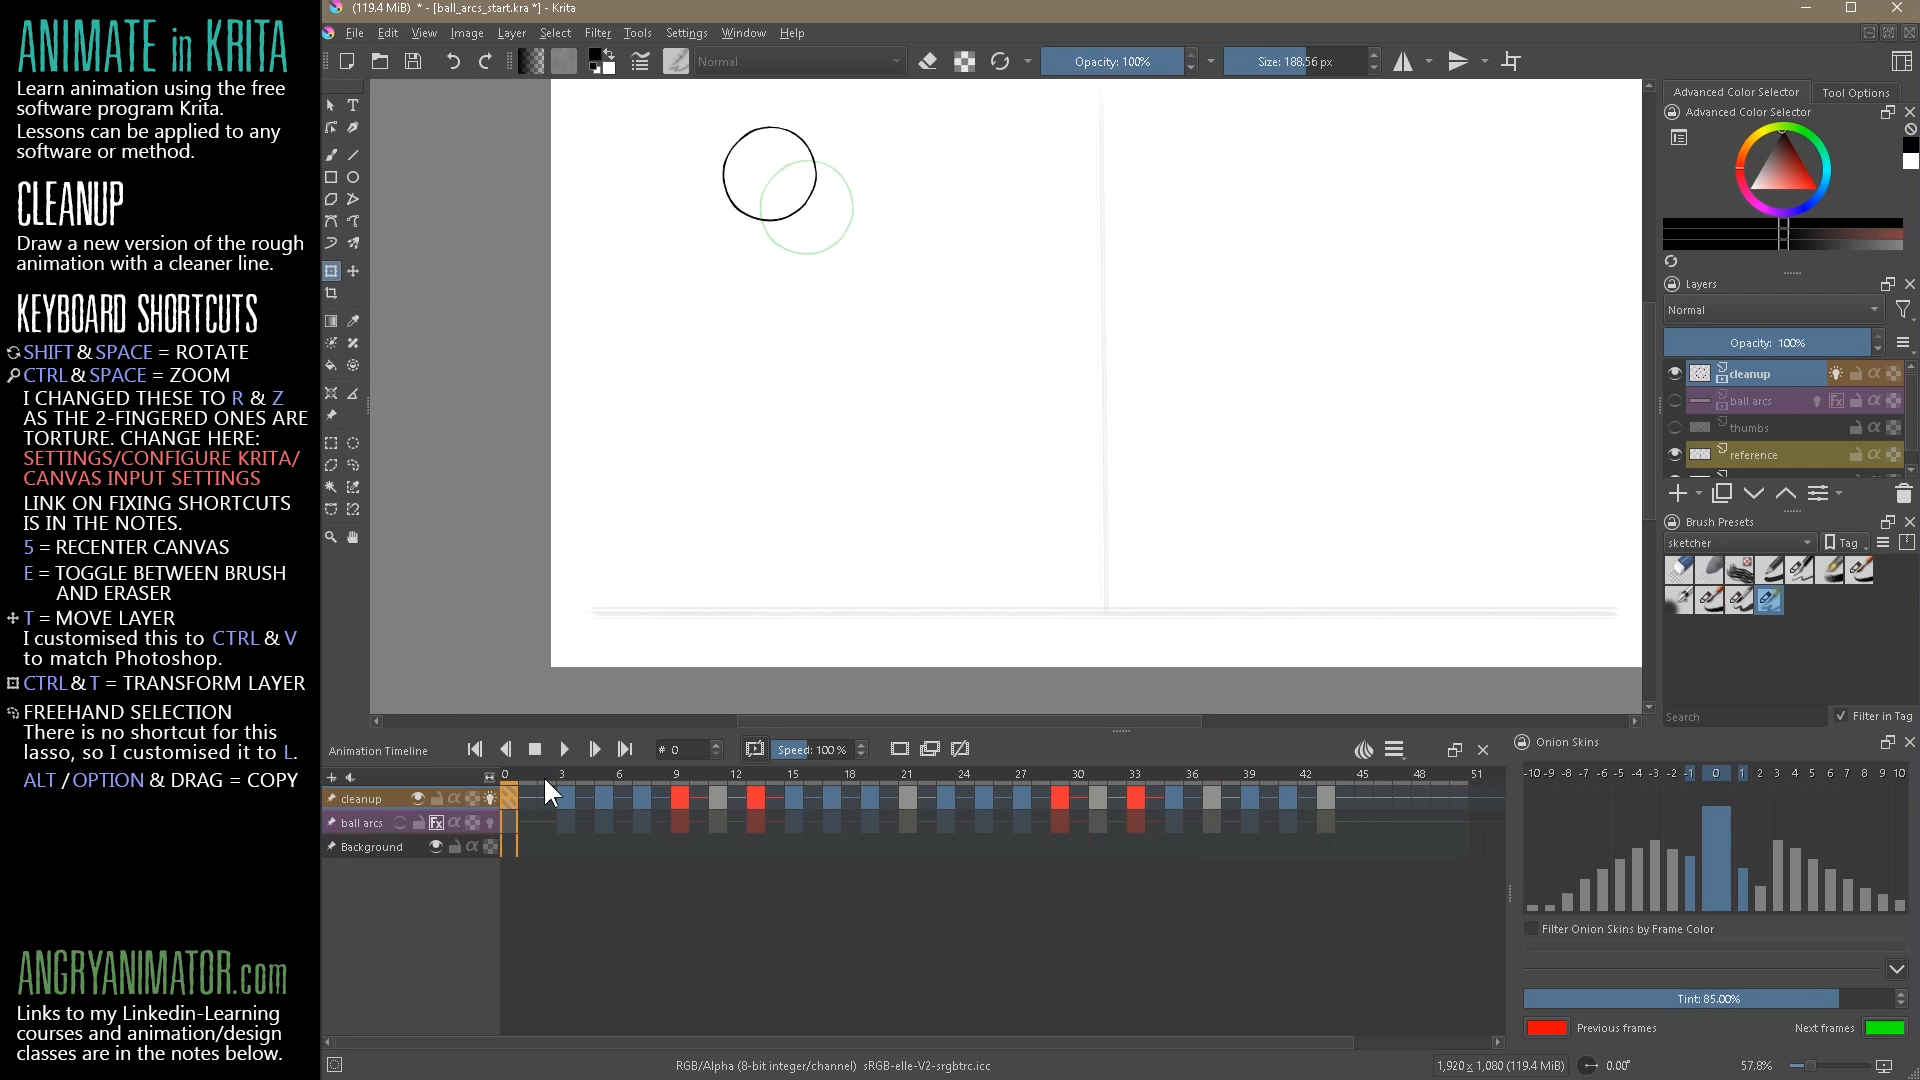 ANIMATE in KRITA
Learn animation using the free
software program Krita.
Lessons can be applied to any
software or method.
CLEANUP
Draw a new version of the rough
animation with a cleaner line.
KEYBOARD SHORTCUTS
SHIFT & SPACE = ROTATE
CTRL & SPACE = ZOOM
I CHANGED THESE TO R & Z
AS THE 2-FINGERED ONES ARE
TORTURE. CHANGE HERE:
SETTINGS/CONFIGURE KRITA/
CANVAS INPUT SETTINGS
LINK ON FIXING SHORTCUTS
IS IN THE NOTES.
5 = RECENTER CANVAS
E = TOGGLE BETWEEN BRUSH
AND ERASER
T = MOVE LAYER
I customised this to CTRL & V
to match Photoshop.
CTRL & T = TRANSFORM LAYER
FREEHAND SELECTION
There is no shortcut for this
lasso, so I customised it to L.
ALT / OPTION & DRAG = COPY
ANGRYANIMATOR.com
Links to my Linkedin-Learning
courses and animation/design
classes are in the notes below.
(119.4 MiB) * - [ball_arcs_start.kra *] - Krita
File Edit View Image Layer Select Filter Tools Settings Window Help
Normal
Opacity: 100%
Size: 188.56 px
Advanced Color Selector Tool Options
Advanced Color Selector
Layers
Normal
Opacity: 100%
cleanup
ball arcs
thumbs
reference
Brush Presets
sketcher
Tag
Search
Filter in Tag
Animation Timeline
# 0
Speed: 100 %
0 3 6 9 12 15 18 21 24 27 30 33 36 39 42 45 48 51
cleanup
ball arcs
Background
Onion Skins
-10 -9 -8 -7 -6 -5 -4 -3 -2 -1 0 1 2 3 4 5 6 7 8 9 10
Filter Onion Skins by Frame Color
Tint: 85.00%
Previous frames
Next frames
RGB/Alpha (8-bit integer/channel) sRGB-elle-V2-srgbtrc.icc
1,920 x 1,080 (119.4 MiB)
0.00°
57.8%